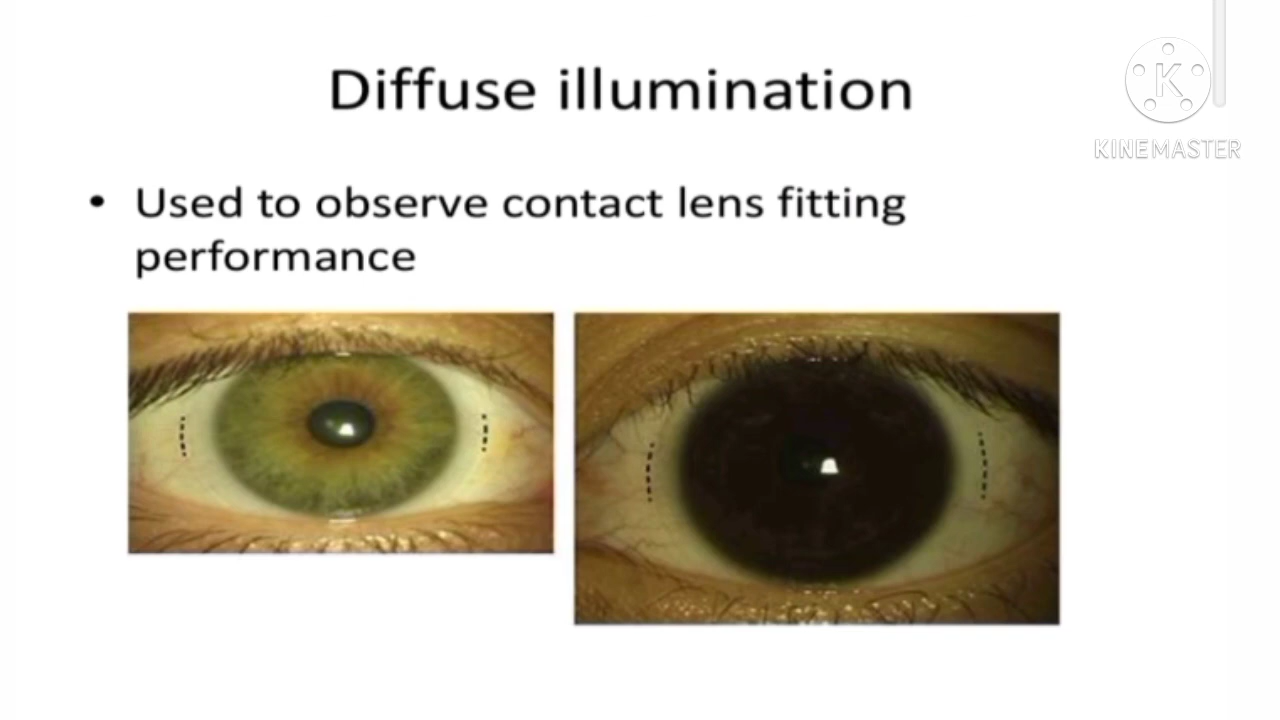 Diffuse illumination
• Used to observe contact lens fitting
performance
K
KINEMASTER